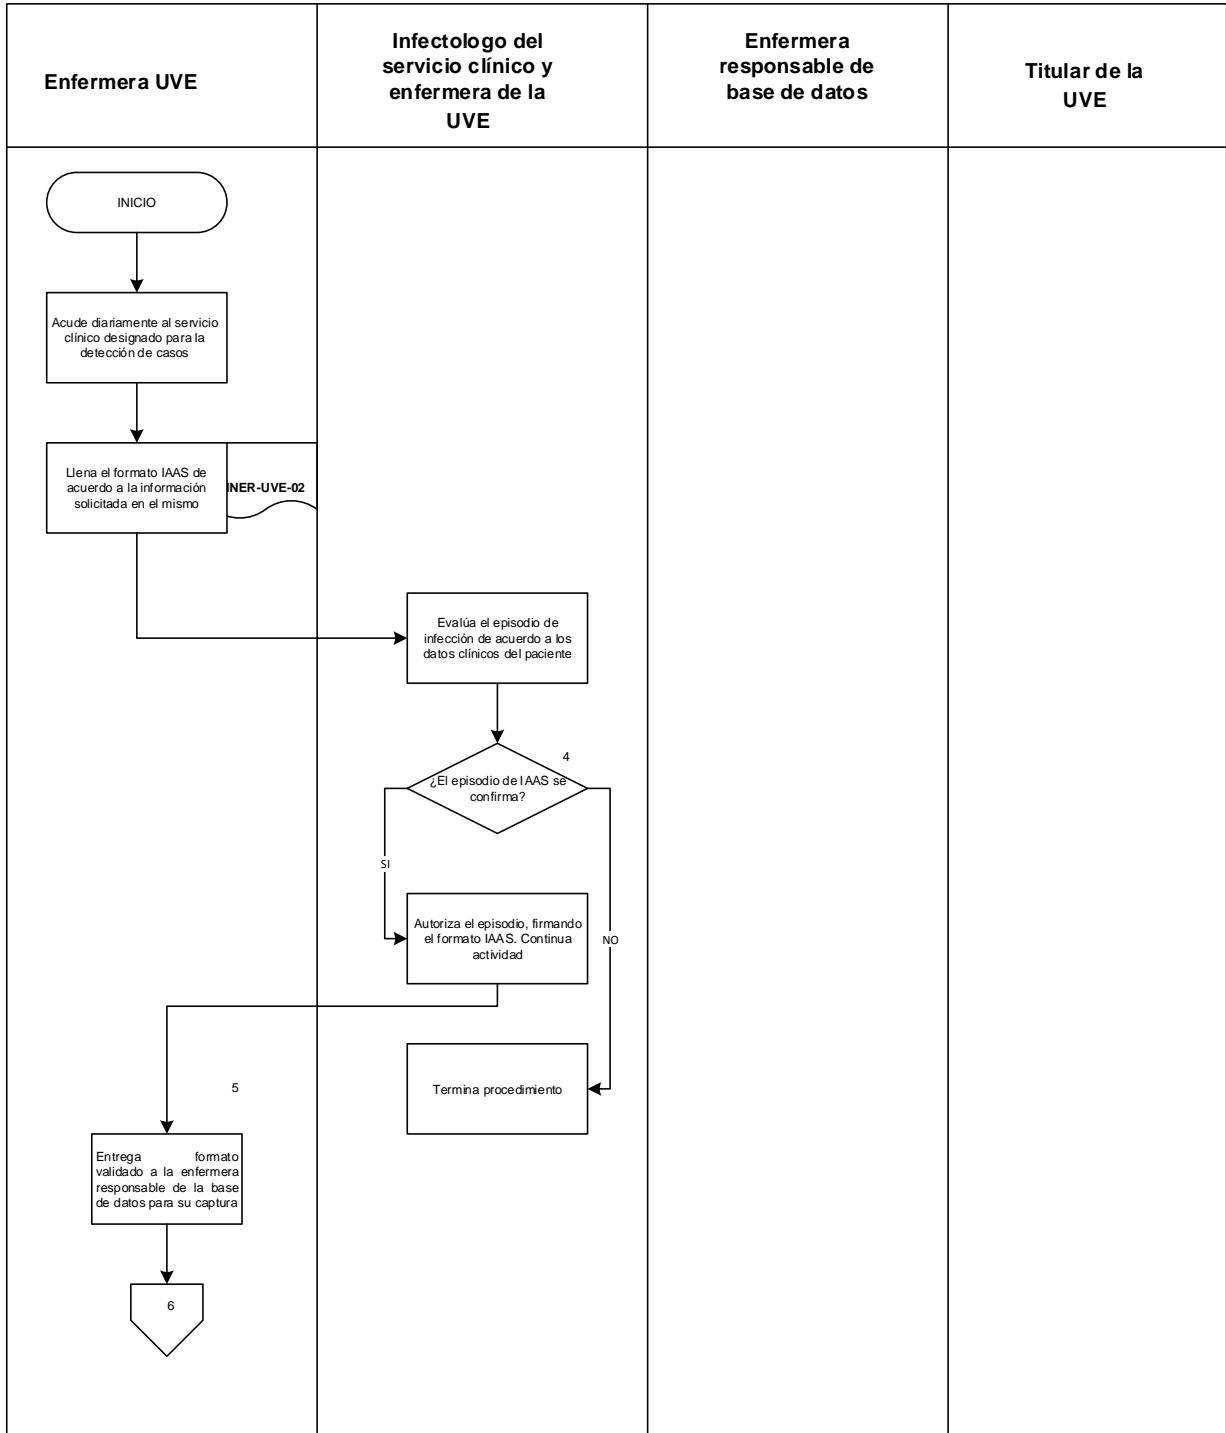 Enfermera UVE
Infectologo del
servicio clínico y
enfermera de la
UVE
Enfermera
responsable de
base de datos
Titular de la
UVE
INICIO
Acude diariamente al servicio
clínico designado para la
detección de casos
Llena el formato IAAS de
acuerdo a la información
solicitada en el mismo
INER-UVE-02
Evalúa el episodio de
infección de acuerdo a los
datos clínicos del paciente
4
¿El episodio de IAAS se
confirma?
SI
NO
Autoriza el episodio, firmando
el formato IAAS. Continua
actividad
Termina procedimiento
5
Entrega formato
validado a la enfermera
responsable de la base
de datos para su captura
6